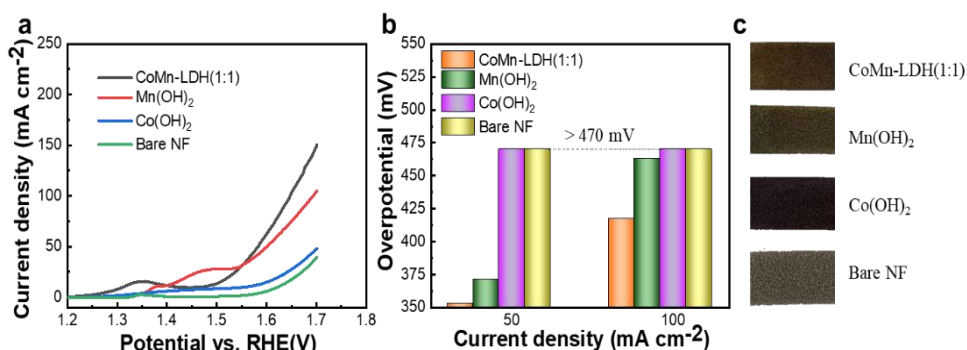 a
Current density (mA cm-2)
250
200
150
100
50
0
CoMn-LDH(1:1)
Mn(OH)2
Co(OH)2
Bare NF
1.2 1.3 1.4 1.5 1.6 1.7 1.8
Potential vs. RHE(V)
b
Overpotential (mV)
550
525
500
475
450
425
400
375
350
CoMn-LDH(1:1)
Mn(OH)2
Co(OH)2
Bare NF
> 470 mV
50 100
Current density (mA cm-2)
c
CoMn-LDH(1:1)
Mn(OH)2
Co(OH)2
Bare NF